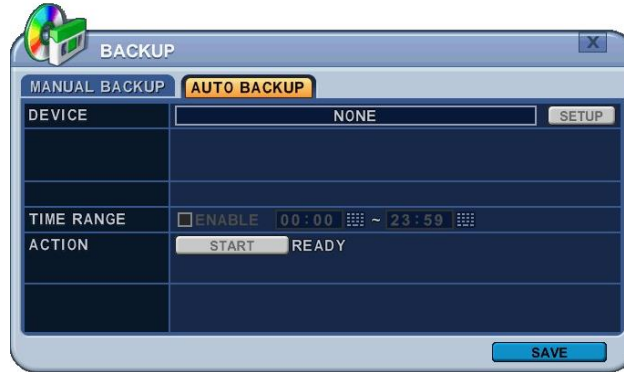 BACKUP
X
MANUAL BACKUP AUTO BACKUP
DEVICE NONE SETUP
TIME RANGE ENABLE 00:00 ~ 23:59
ACTION START READY
SAVE